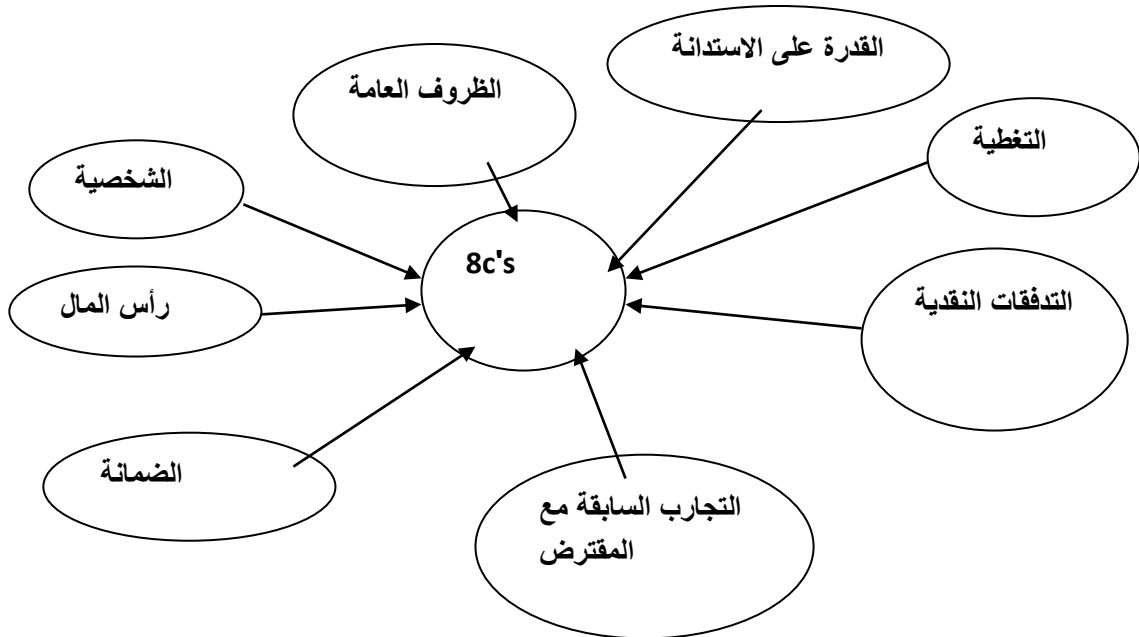 القدرة على الاستدانة
الظروف العامة
التغطية
الشخصية
8c's
التدفقات النقدية
رأس المال
الضمانة
التجارب السابقة مع
المقترض